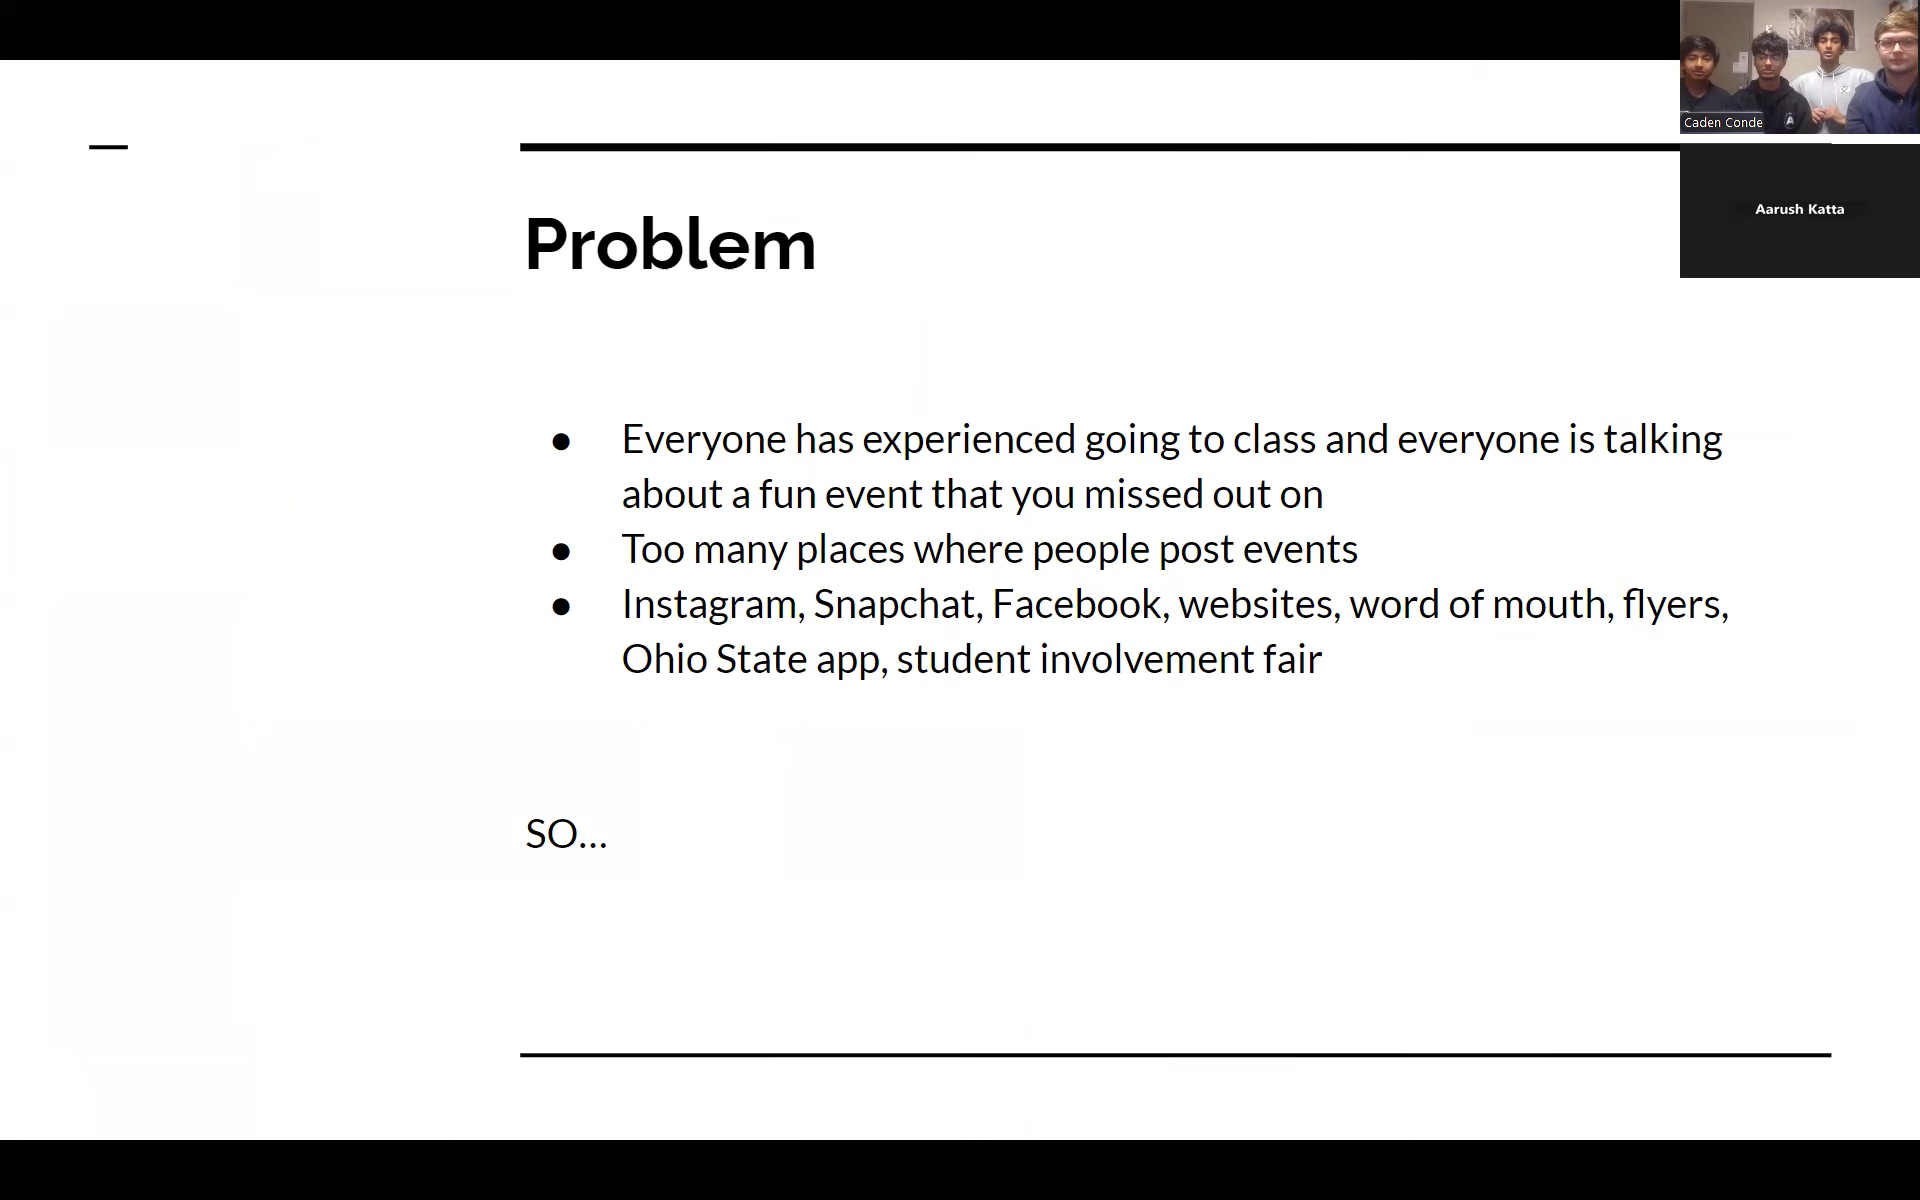 Caden Conde
Aarush Katta
Problem
● Everyone has experienced going to class and everyone is talking
about a fun event that you missed out on
● Too many places where people post events
● Instagram, Snapchat, Facebook, websites, word of mouth, flyers,
Ohio State app, student involvement fair
SO...